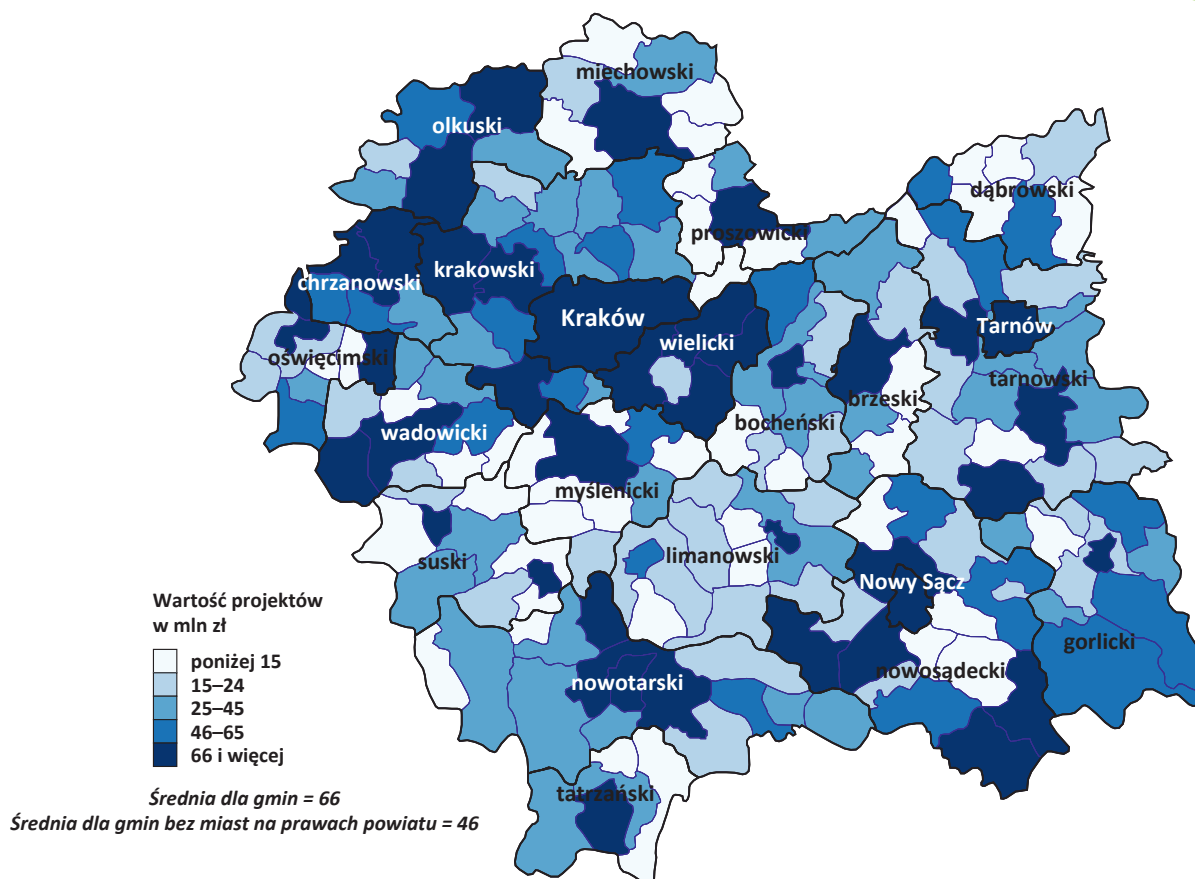 miechowski
olkuski
dąbrowski
proszowicki
krakowski
chrzanowski
Kraków
Tarnów
wielicki
oświęcimski
tarnowski
brzeski
bocheński
wadowicki
myślenicki
limanowski
suski
Nowy Sącz
gorlicki
nowosądecki
nowotarski
tatrzański
Wartość projektów
w mln zł
poniżej 15
15–24
25–45
46–65
66 i więcej
Średnia dla gmin = 66
Średnia dla gmin bez miast na prawach powiatu = 46